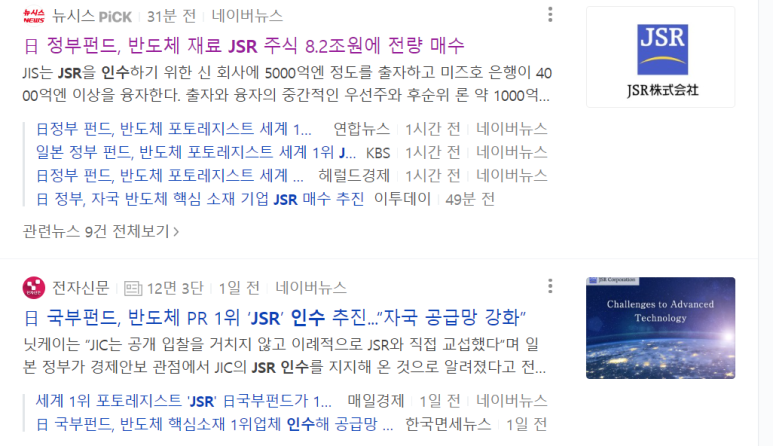 뉴시스 NEWS 뉴시스 PiCK 31분 전 네이버뉴스
日 정부펀드, 반도체 재료 JSR 주식 8.2조원에 전량 매수
JIS는 JSR을 인수하기 위한 신 회사에 5000억엔 정도를 출자하고 미즈호 은행이 40
00억엔 이상을 융자한다. 출자와 융자의 중간적인 우선주와 후순위 론 약 1000억...
JSR
JSR株式会社
日정부 펀드, 반도체 포토레지스트 세계 1... 연합뉴스 1시간 전 네이버뉴스
일본 정부 펀드, 반도체 포토레지스트 세계 1위 J... KBS 1시간 전 네이버뉴스
日정부 펀드, 반도체 포토레지스트 세계 ... 헤럴드경제 1시간 전 네이버뉴스
日 정부, 자국 반도체 핵심 소재 기업 JSR 매수 추진 이투데이 49분 전
관련뉴스 9건 전체보기 >
전자신문 12면 3단 1일 전 네이버뉴스
日 국부펀드, 반도체 PR 1위 ‘JSR’ 인수 추진…“자국 공급망 강화”
닛케이는 “JIC는 공개 입찰을 거치지 않고 이례적으로 JSR와 직접 교섭했다”며 일
본 정부가 경제안보 관점에서 JIC의 JSR 인수를 지지해 온 것으로 알려졌다고 전...
JSR Corporation
Challenges to Advanced
Technology
세계 1위 포토레지스트 'JSR' 日국부펀드가 1... 매일경제 1일 전 네이버뉴스
日 국부펀드, 반도체 핵심소재 1위업체 인수해 공급망 ... 한국면세뉴스 1일 전